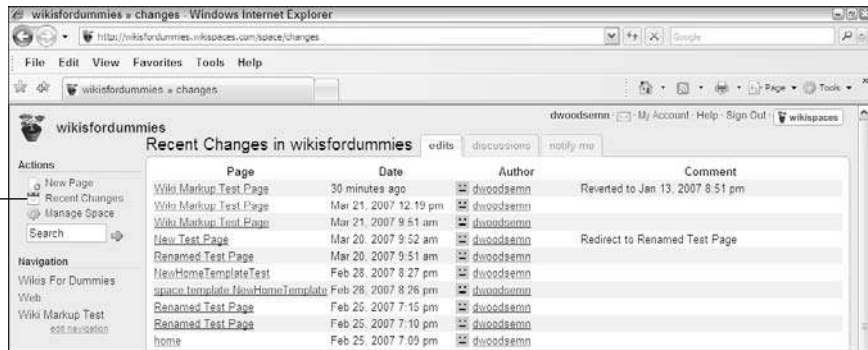 wikisfordummies » changes - Windows Internet Explorer
http://wikisfordummies.wikispaces.com/space/changes
Google
File Edit View Favorites Tools Help
wikisfordummies » changes
Page Tools
dwoodsemn · My Account · Help · Sign Out · wikispaces
wikisfordummies
Recent Changes in wikisfordummies edits discussions notify me
Actions
New Page
Recent Changes
Manage Space
Search
Navigation
Wikis For Dummies
Web
Wiki Markup Test
edit navigation
Page Date Author Comment
Wiki Markup Test Page 30 minutes ago dwoodsemn Reverted to Jan 13, 2007 8:51 pm
Wiki Markup Test Page Mar 21, 2007 12:19 pm dwoodsemn
Wiki Markup Test Page Mar 21, 2007 9:51 am dwoodsemn
New Test Page Mar 20, 2007 9:52 am dwoodsemn Redirect to Renamed Test Page
Renamed Test Page Mar 20, 2007 9:51 am dwoodsemn
NewHomeTemplateTest Feb 28, 2007 8:27 pm dwoodsemn
space template NewHomeTemplate Feb 28, 2007 8:26 pm dwoodsemn
Renamed Test Page Feb 25, 2007 7:15 pm dwoodsemn
Renamed Test Page Feb 25, 2007 7:10 pm dwoodsemn
home Feb 25, 2007 7:09 pm dwoodsemn